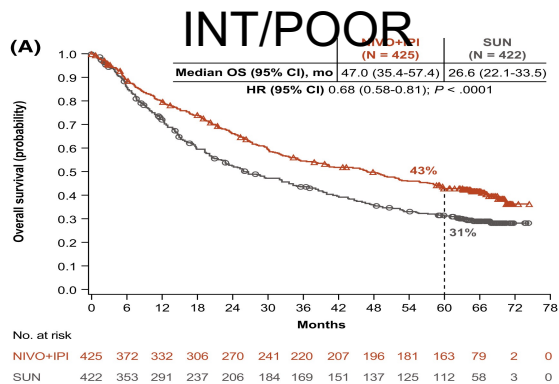 INT/POOR
(A)
NIVO+IPI SUN
(N = 425) (N = 422)
Median OS (95% CI), mo 47.0 (35.4-57.4) 26.6 (22.1-33.5)
HR (95% CI) 0.68 (0.58-0.81); P < .0001
Overall survival (probability)
1.0
0.9
0.8
0.7
0.6
0.5
0.4
0.3
0.2
0.1
0.0
43%
31%
0 6 12 18 24 30 36 42 48 54 60 66 72 78
Months
No. at risk
NIVO+IPI 425 372 332 306 270 241 220 207 196 181 163 79 2 0
SUN 422 353 291 237 206 184 169 151 137 125 112 58 3 0